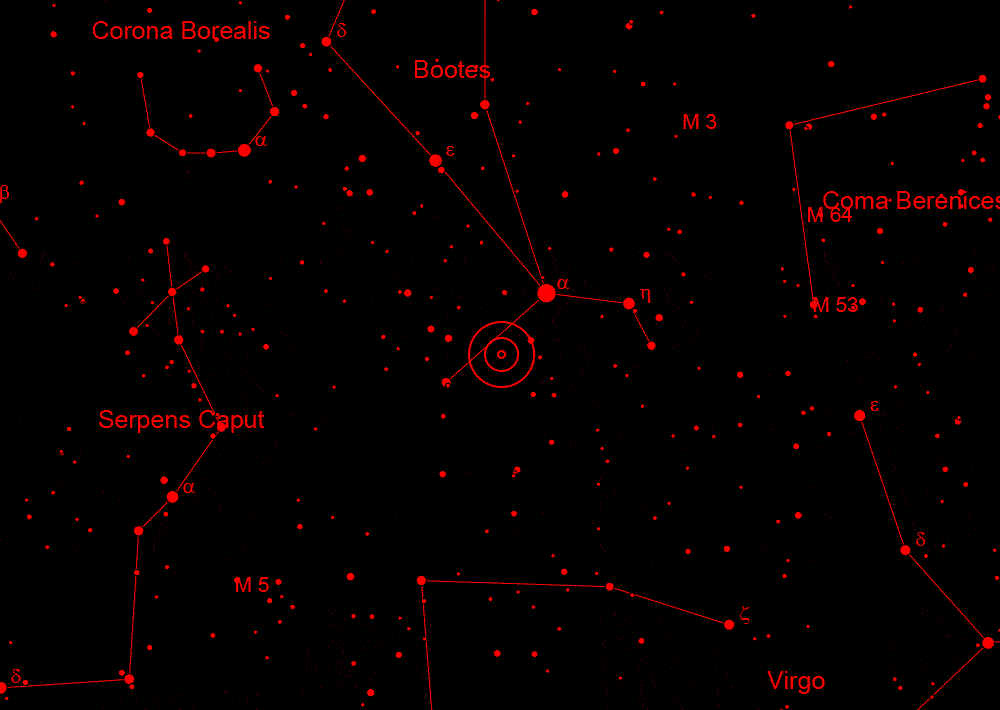 Corona Borealis
δ
Bootes
M 3
α
ε
β
Coma Berenices
M 64
α
η
M 53
ε
Serpens Caput
α
δ
M 5
ζ
δ
Virgo